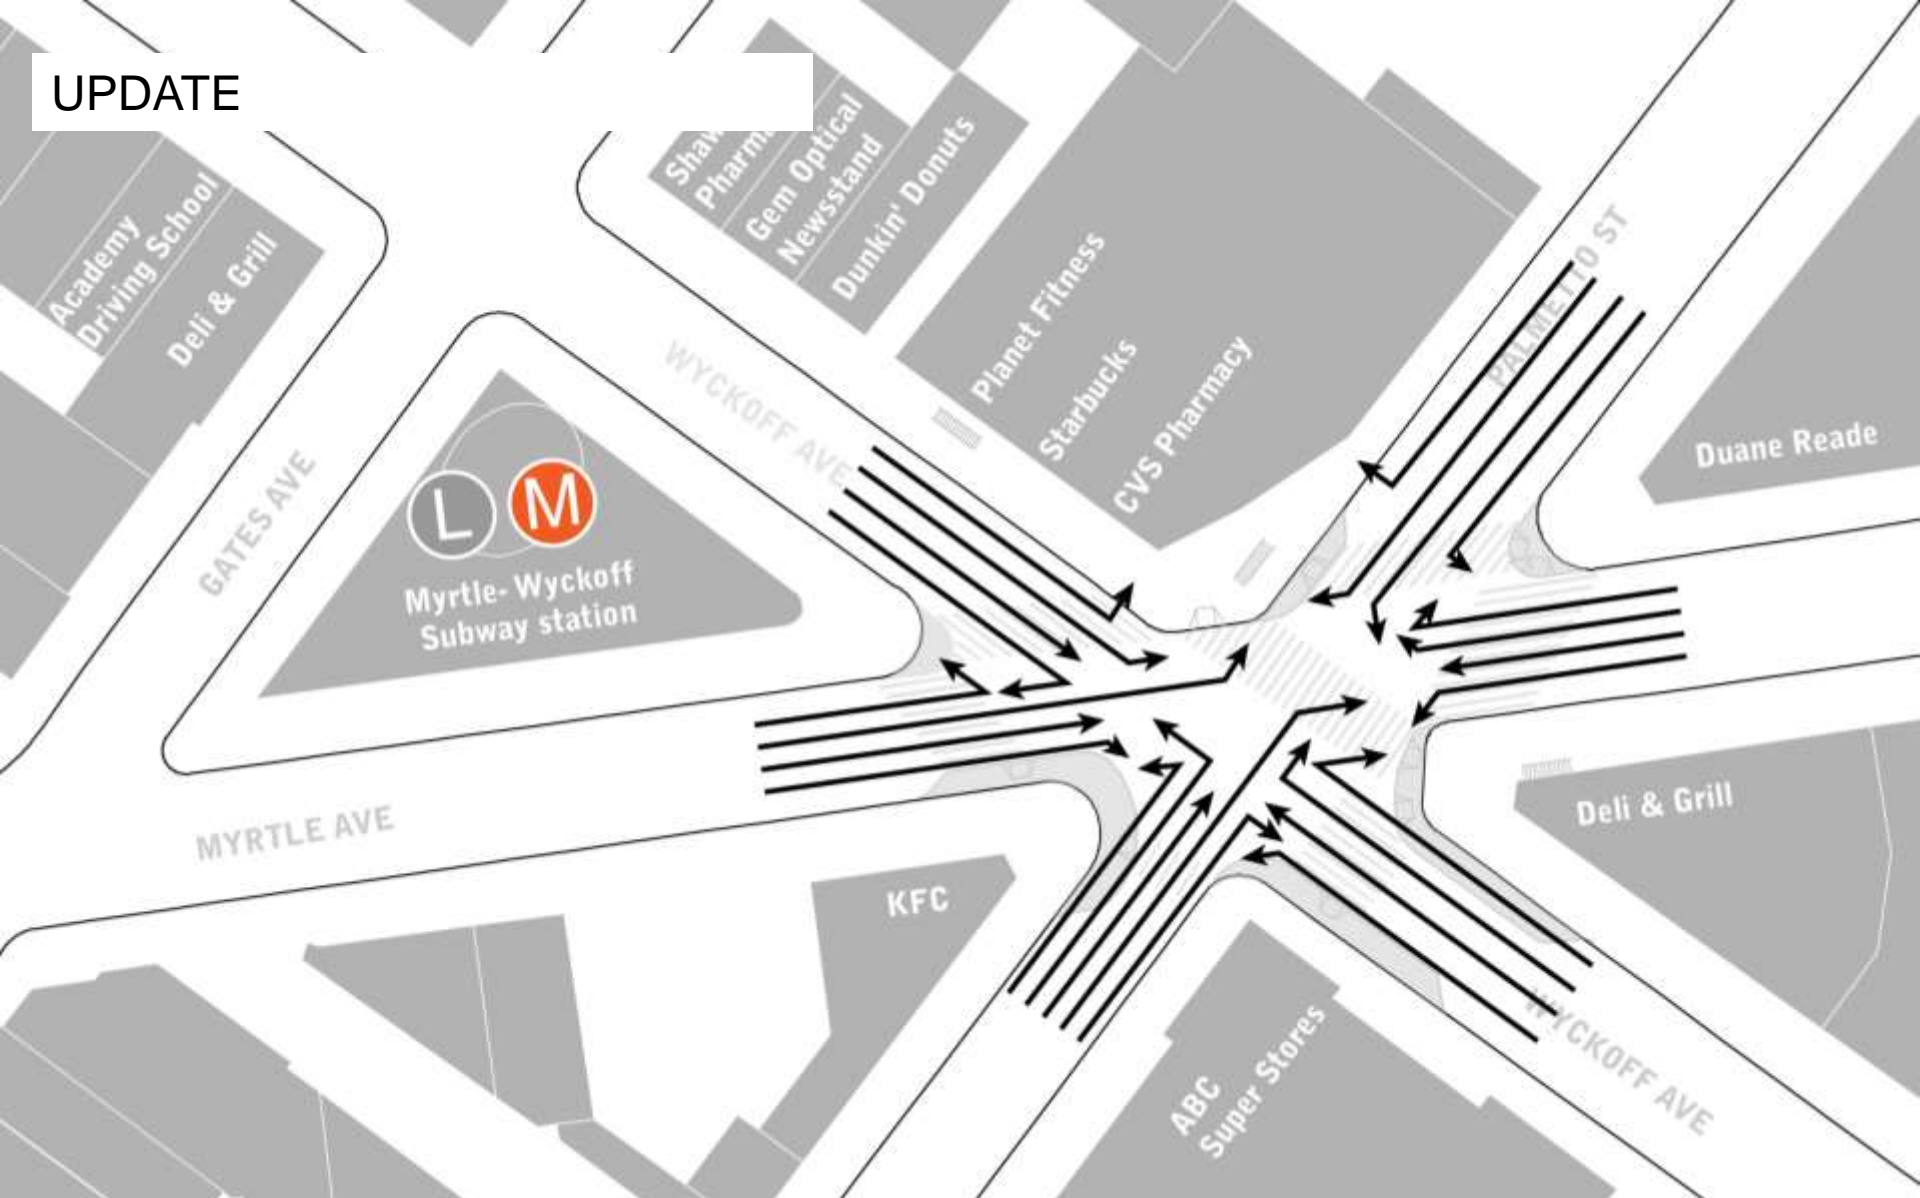 UPDATE
Pharm
Gem Optical
Newsstand
Dunkin' Donuts
Academy
Driving School
Deli & Grill
Planet Fitness
Starbucks
CVS Pharmacy
PALMETTO ST
Duane Reade
WYCKOFF AVE
GATES AVE
L M
Myrtle- Wyckoff
Subway station
MYRTLE AVE
KFC
Deli & Grill
ABC
Super Stores
WYCKOFF AVE